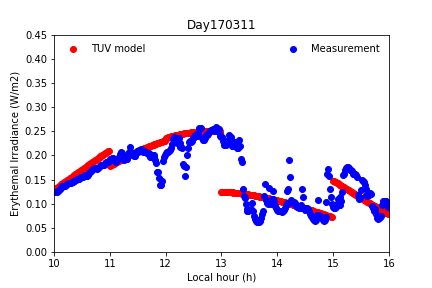 Day170311
TUV model
Measurement
Erythemal Irradiance (W/m2)
0.45
0.40
0.35
0.30
0.25
0.20
0.15
0.10
0.05
0.00
10 11 12 13 14 15 16
Local hour (h)